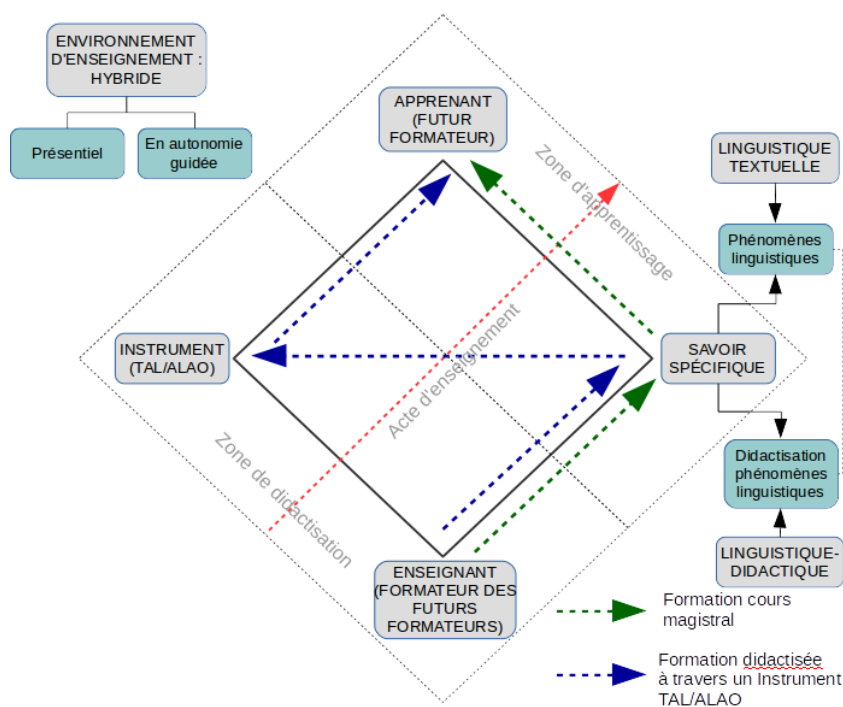 ENVIRONNEMENT
D'ENSEIGNEMENT :
HYBRIDE
Présentiel
En autonomie
guidée
APPRENANT
(FUTUR
FORMATEUR)
Zone d'apprentissage
LINGUISTIQUE
TEXTUELLE
Phénomènes
linguistiques
INSTRUMENT
(TAL/ALAO)
Acte d'enseignement
SAVOIR
SPÉCIFIQUE
Zone de didactisation
Didactisation
phénomènes
linguistiques
ENSEIGNANT
(FORMATEUR DES
FUTURS
FORMATEURS)
LINGUISTIQUE-
DIDACTIQUE
Formation cours
magistral
Formation didactisée
à travers un Instrument
TAL/ALAO